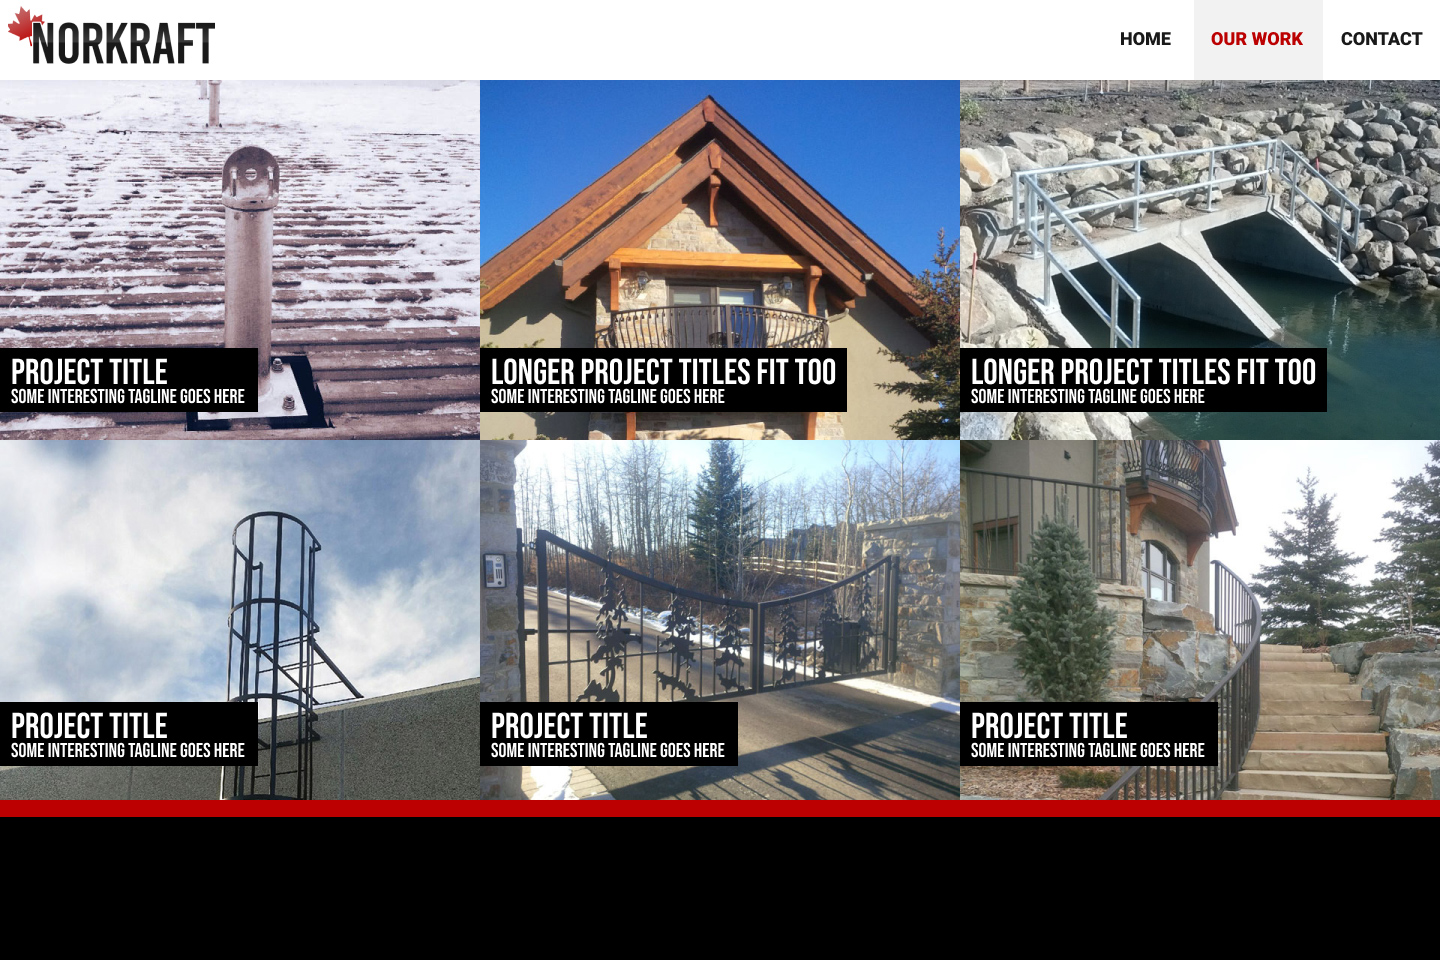 NORKRAFT
HOME
OUR WORK
CONTACT
PROJECT TITLE
SOME INTERESTING TAGLINE GOES HERE
LONGER PROJECT TITLES FIT TOO
SOME INTERESTING TAGLINE GOES HERE
LONGER PROJECT TITLES FIT TOO
SOME INTERESTING TAGLINE GOES HERE
PROJECT TITLE
SOME INTERESTING TAGLINE GOES HERE
PROJECT TITLE
SOME INTERESTING TAGLINE GOES HERE
PROJECT TITLE
SOME INTERESTING TAGLINE GOES HERE